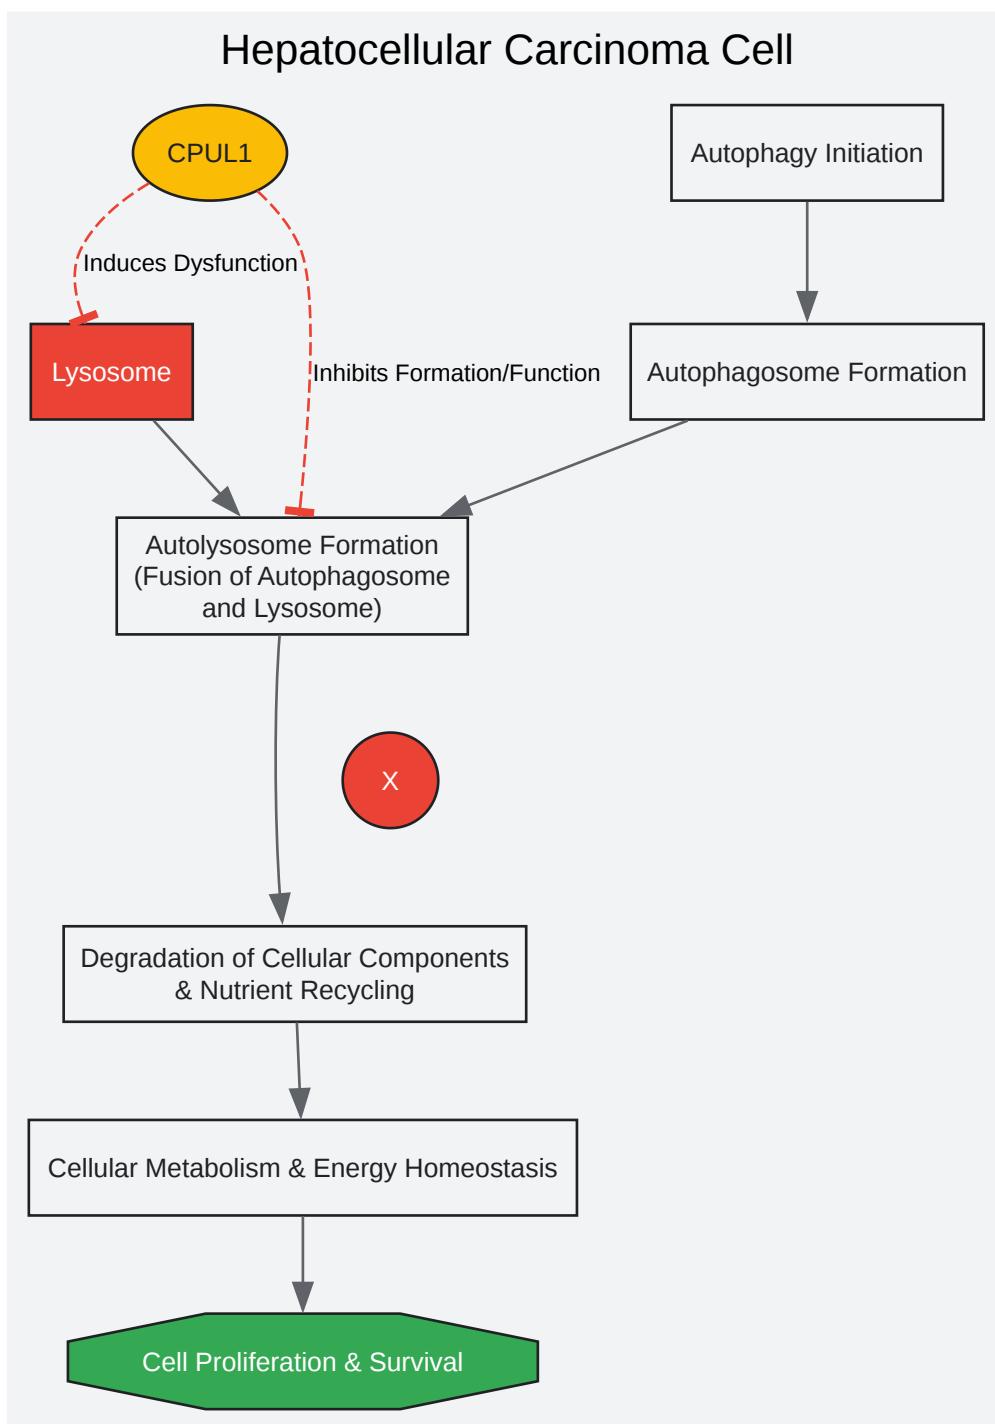 Hepatocellular Carcinoma Cell
CPUL1
Autophagy Initiation
Induces Dysfunction
Lysosome
Inhibits Formation/Function
Autophagosome Formation
Autolysosome Formation
(Fusion of Autophagosome
and Lysosome)
X
Degradation of Cellular Components
& Nutrient Recycling
Cellular Metabolism & Energy Homeostasis
Cell Proliferation & Survival